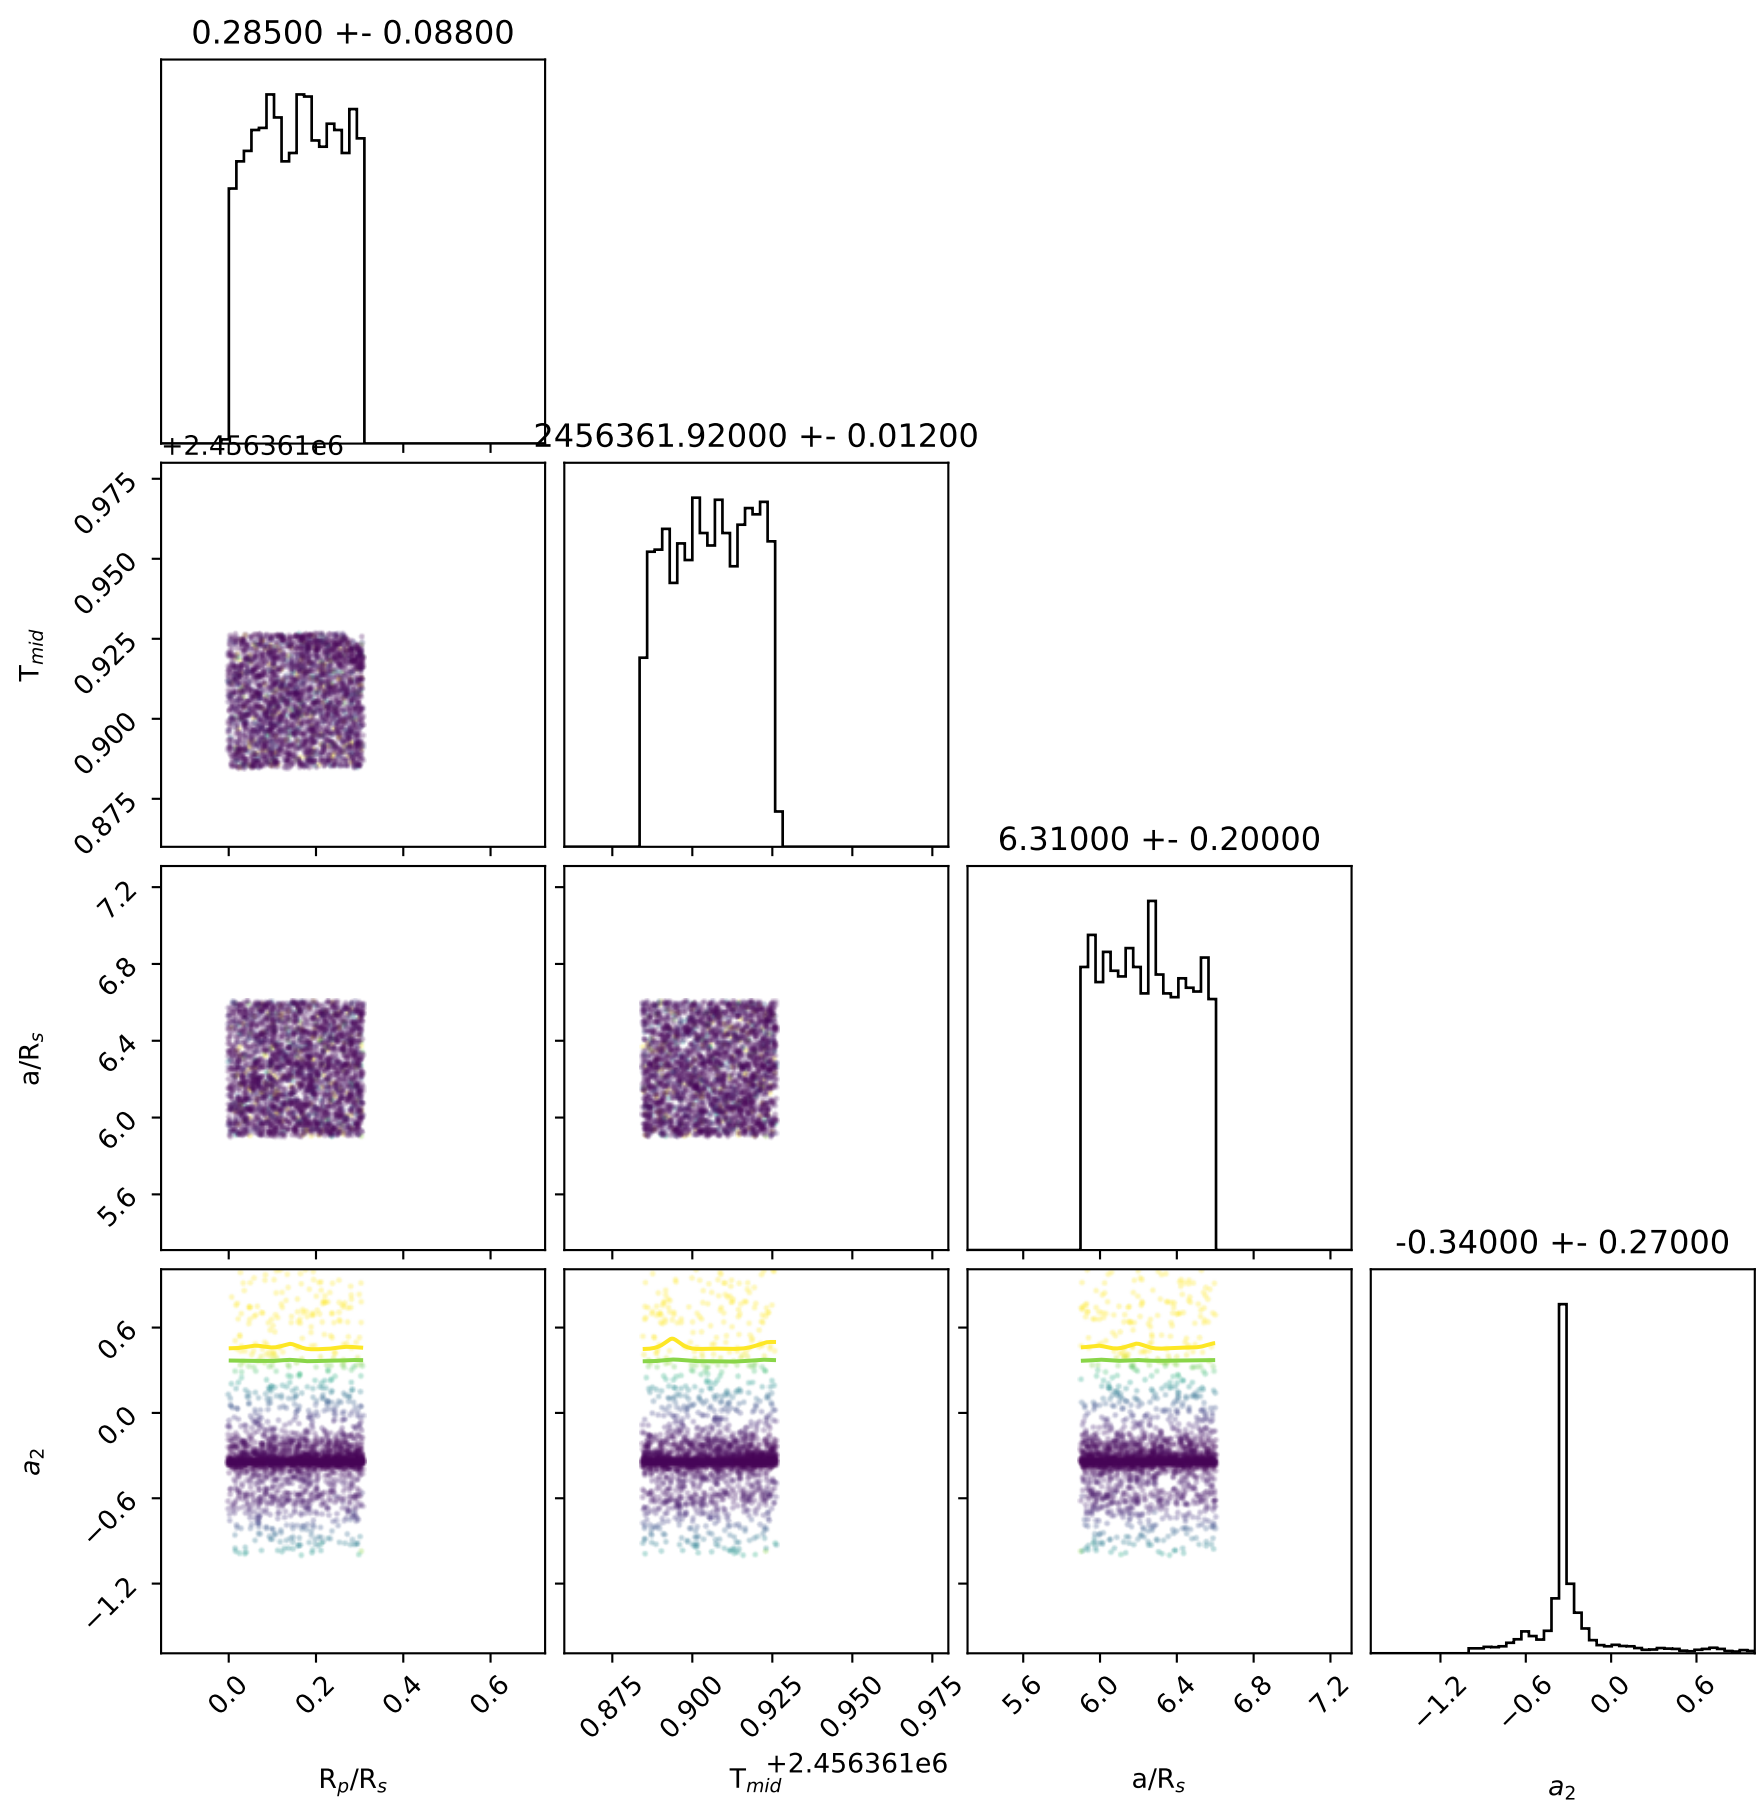 0.28500 +- 0.08800
+2.456361e6
2456361.92000 +- 0.01200
0.975
0.950
0.925
0.900
0.875
T_mid
6.31000 +- 0.20000
7.2
6.8
6.4
6.0
5.6
a/R_s
-0.34000 +- 0.27000
0.6
0.0
−0.6
−1.2
a_2
0.0 0.2 0.4 0.6
0.875 0.900 0.925 0.950 0.975
5.6 6.0 6.4 6.8 7.2
−1.2 −0.6 0.0 0.6
+2.456361e6
R_p/R_s
T_mid
a/R_s
a_2